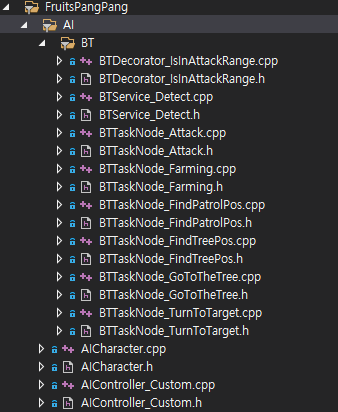 FruitsPangPang
AI
BT
BTDecorator_IsInAttackRange.cpp
BTDecorator_IsInAttackRange.h
BTService_Detect.cpp
BTService_Detect.h
BTTaskNode_Attack.cpp
BTTaskNode_Attack.h
BTTaskNode_Farming.cpp
BTTaskNode_Farming.h
BTTaskNode_FindPatrolPos.cpp
BTTaskNode_FindPatrolPos.h
BTTaskNode_FindTreePos.cpp
BTTaskNode_FindTreePos.h
BTTaskNode_GoToTheTree.cpp
BTTaskNode_GoToTheTree.h
BTTaskNode_TurnToTarget.cpp
BTTaskNode_TurnToTarget.h
AICharacter.cpp
AICharacter.h
AIController_Custom.cpp
AIController_Custom.h